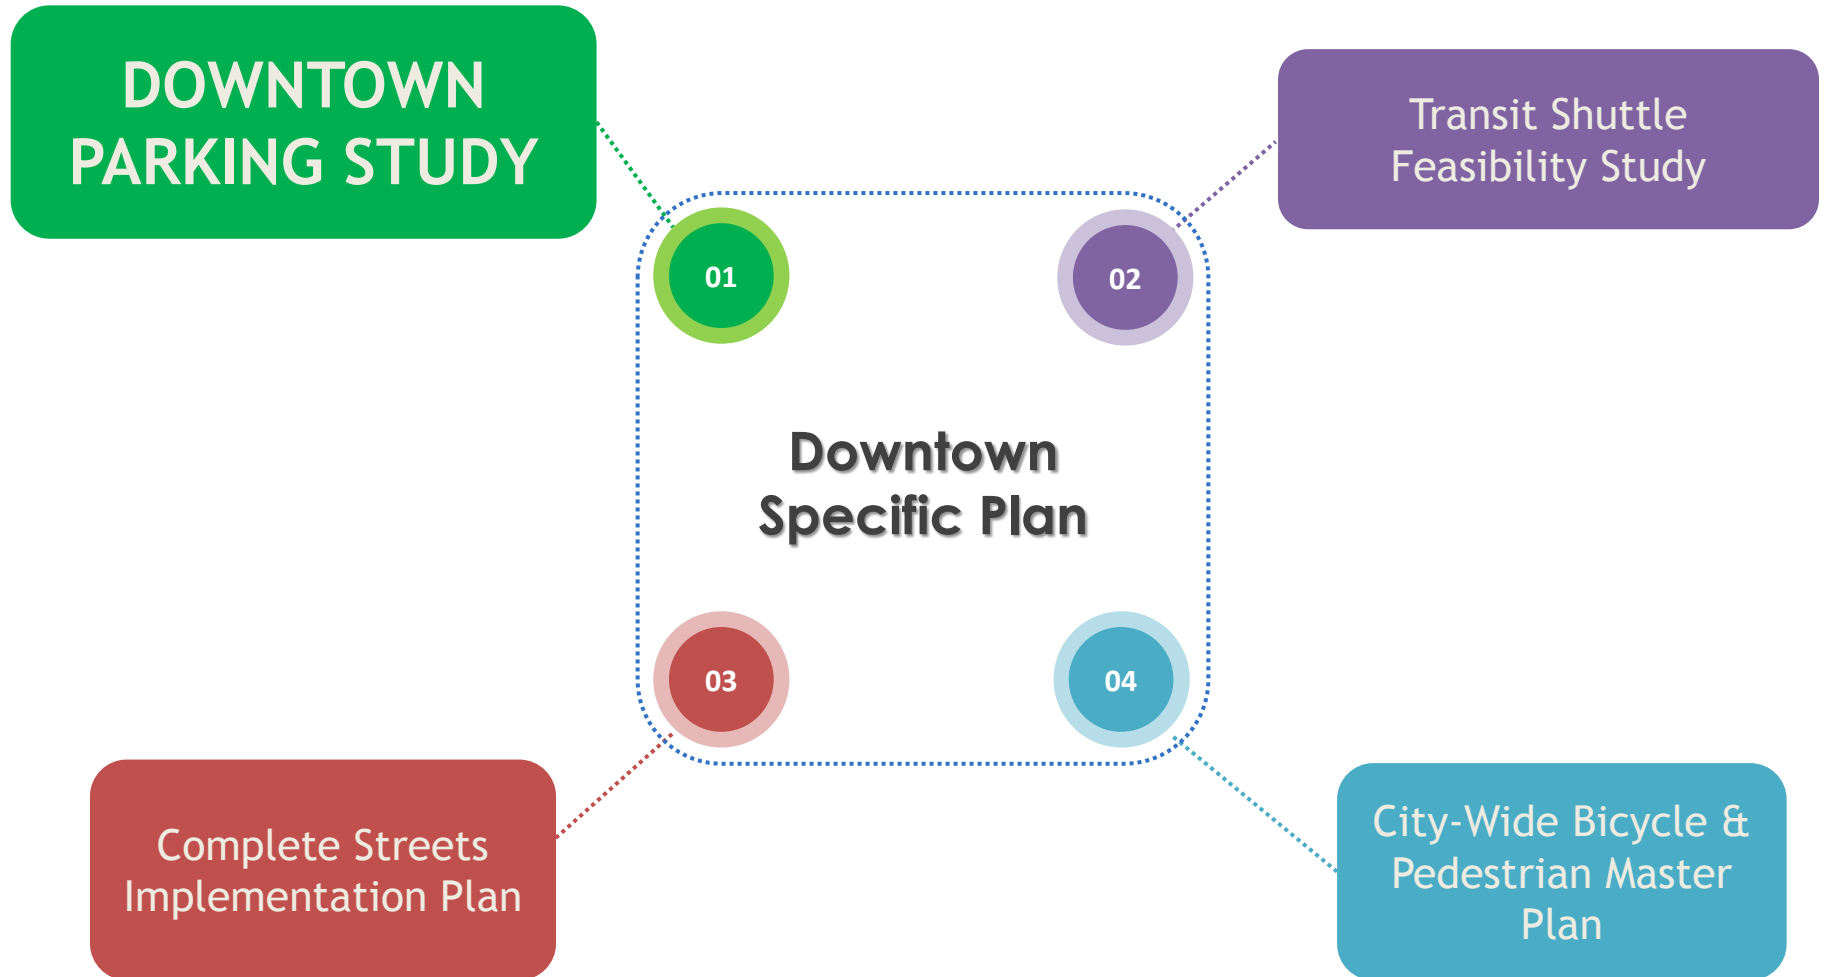 DOWNTOWN
PARKING STUDY
Transit Shuttle
Feasibility Study
01
02
Downtown
Specific Plan
03
04
Complete Streets
Implementation Plan
City-Wide Bicycle &
Pedestrian Master
Plan